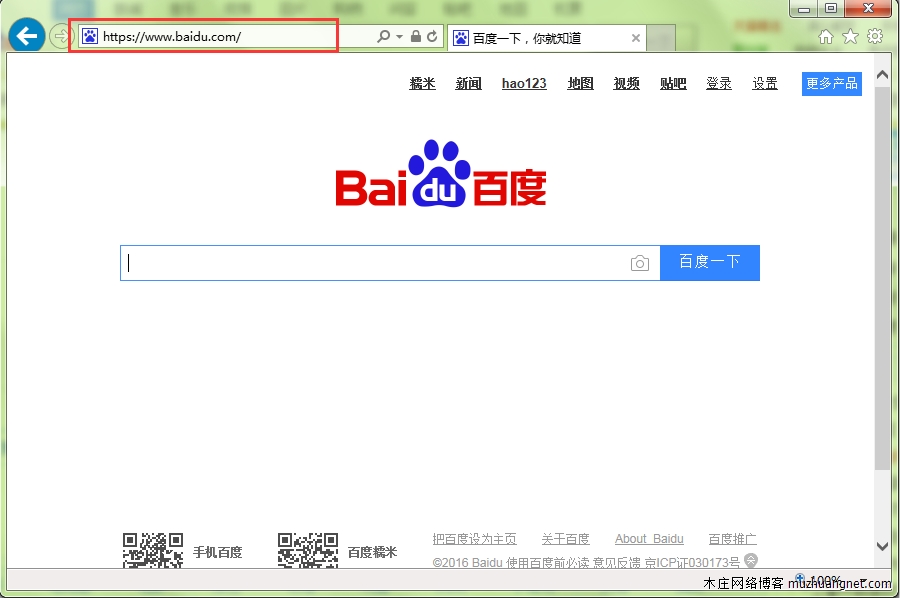 https://www.baidu.com/
百度一下，你就知道
糯米 新闻 hao123 地图 视频 贴吧 登录 设置 更多产品
Bai du 百度
百度一下
手机百度 百度糯米
把百度设为主页 关于百度 About Baidu 百度推广
©2016 Baidu 使用百度前必读 意见反馈 京ICP证030173号
100%
木庄网络博客 muzhuangnet.com